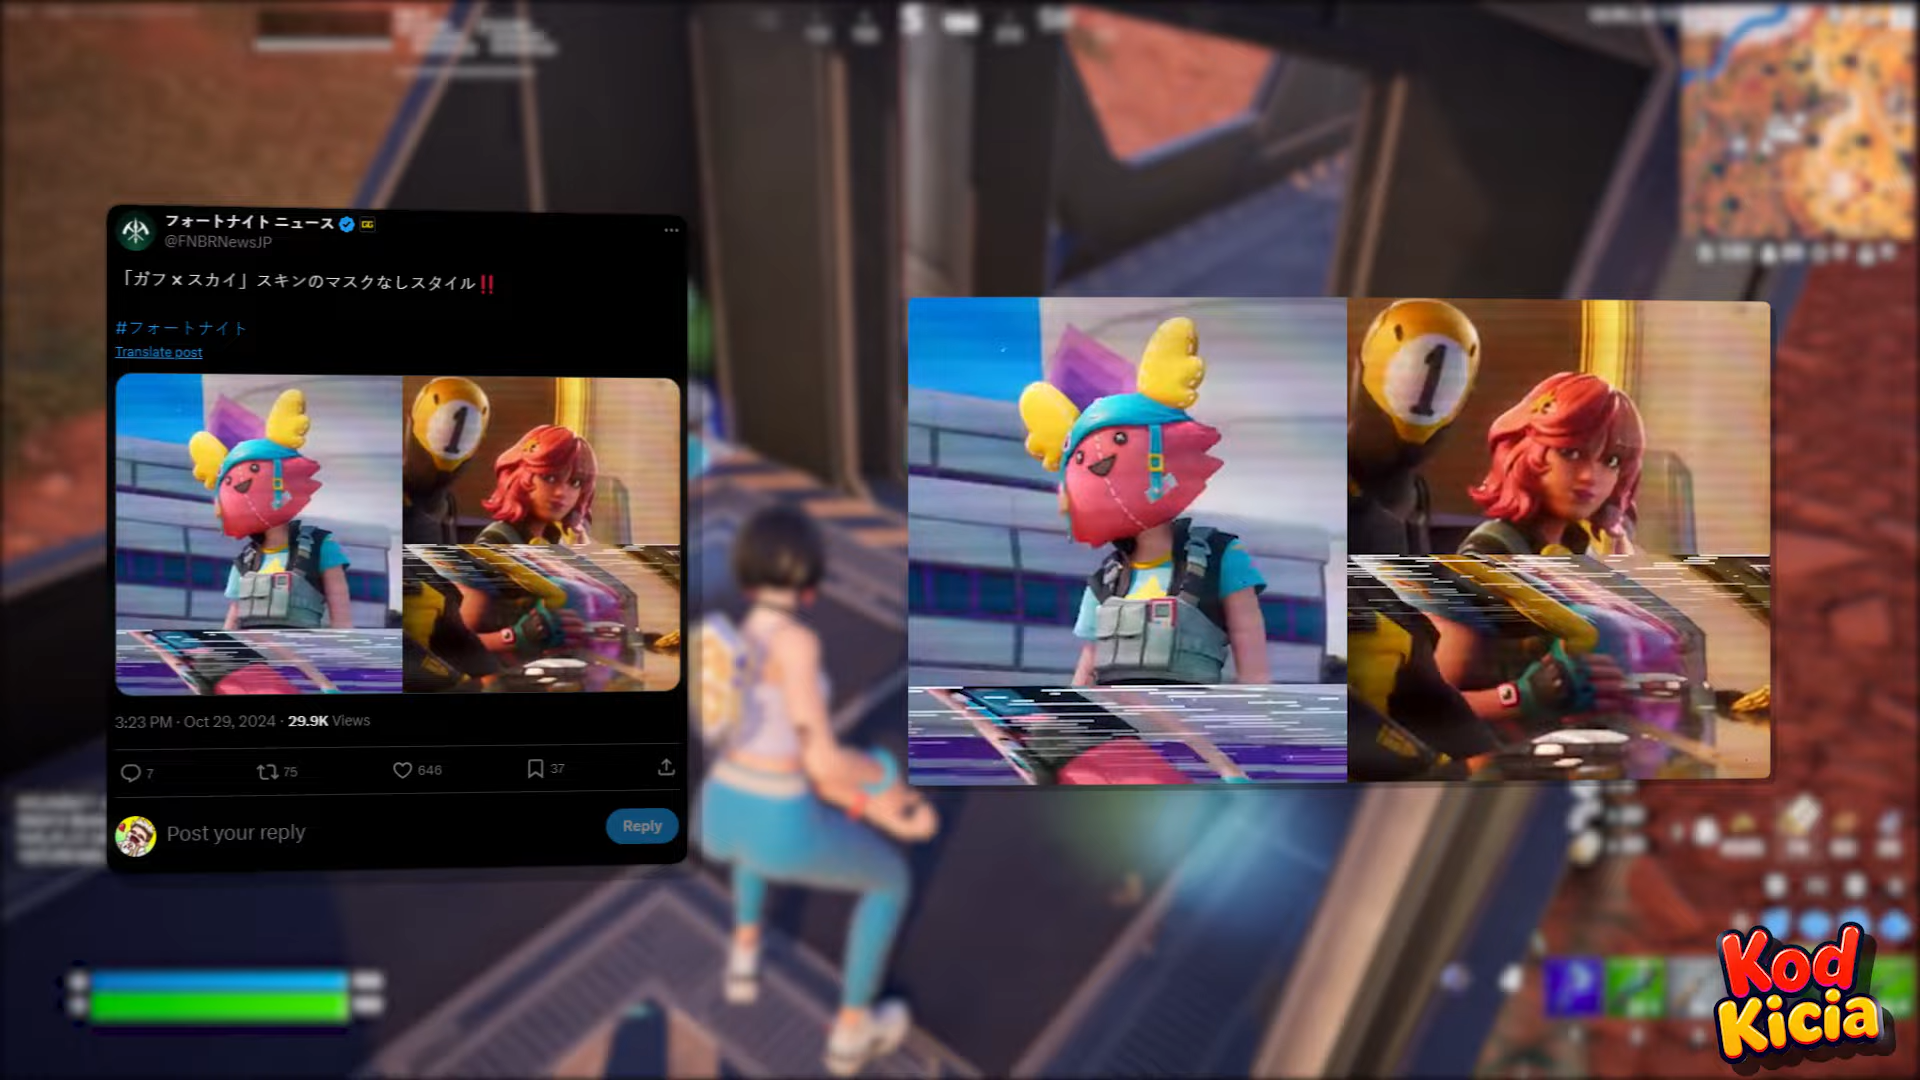 フォートナイト ニュース GG
@FNBRNewsJP
「ガフ x スカイ」スキンのマスクなしスタイル‼
#フォートナイト
Translate post
1
3:23 PM · Oct 29, 2024 · 29.9K Views
7 75 646 37
Post your reply
Reply
1
Kod
Kicia